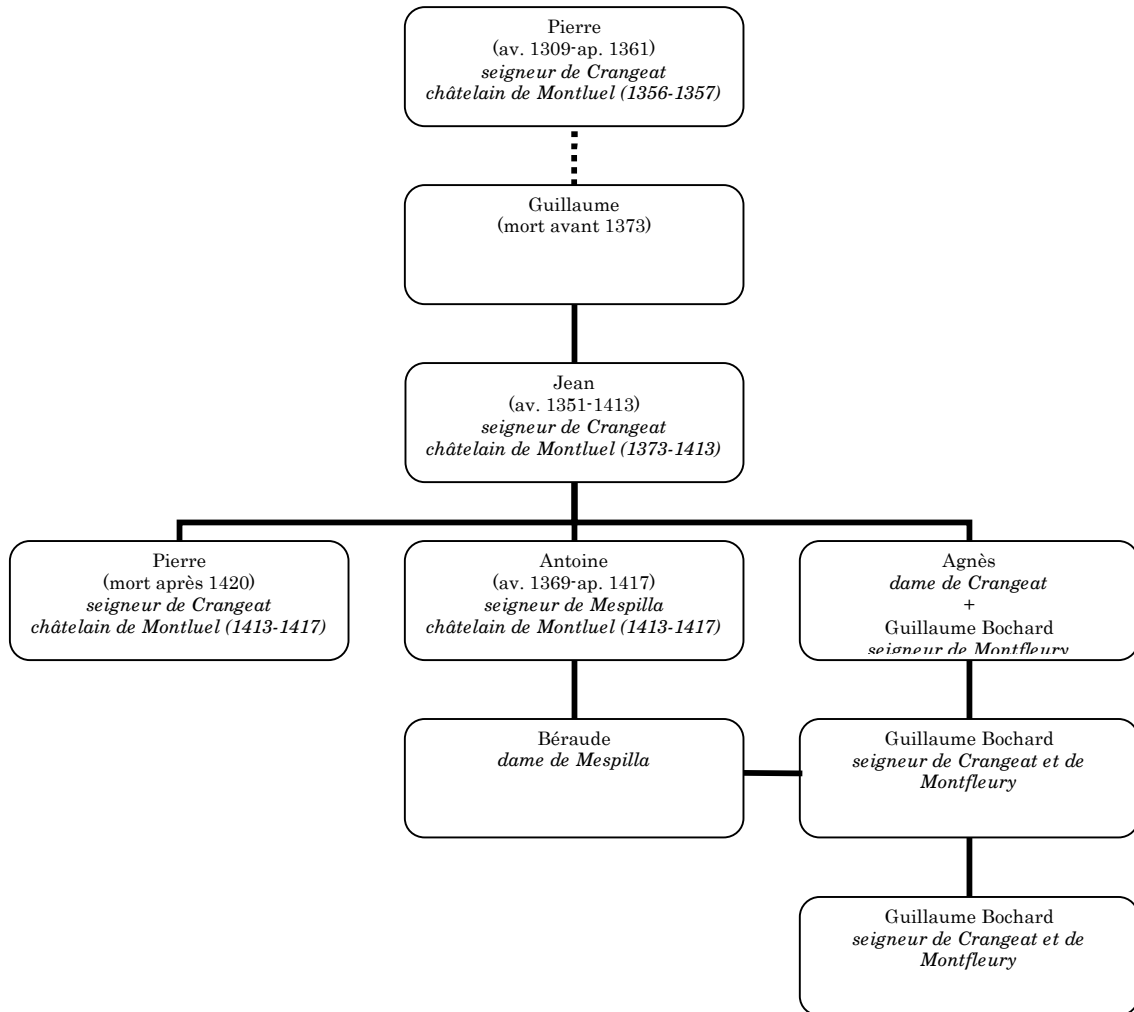 Pierre
(av. 1309-ap. 1361)
seigneur de Crangeat
châtelain de Montluel (1356-1357)
Guillaume
(mort avant 1373)
Jean
(av. 1351-1413)
seigneur de Crangeat
châtelain de Montluel (1373-1413)
Pierre
(mort après 1420)
seigneur de Crangeat
châtelain de Montluel (1413-1417)
Antoine
(av. 1369-ap. 1417)
seigneur de Mespilla
châtelain de Montluel (1413-1417)
Agnès
dame de Crangeat
+
Guillaume Bochard
seigneur de Montfleury
Béraude
dame de Mespilla
Guillaume Bochard
seigneur de Crangeat et de
Montfleury
Guillaume Bochard
seigneur de Crangeat et de
Montfleury